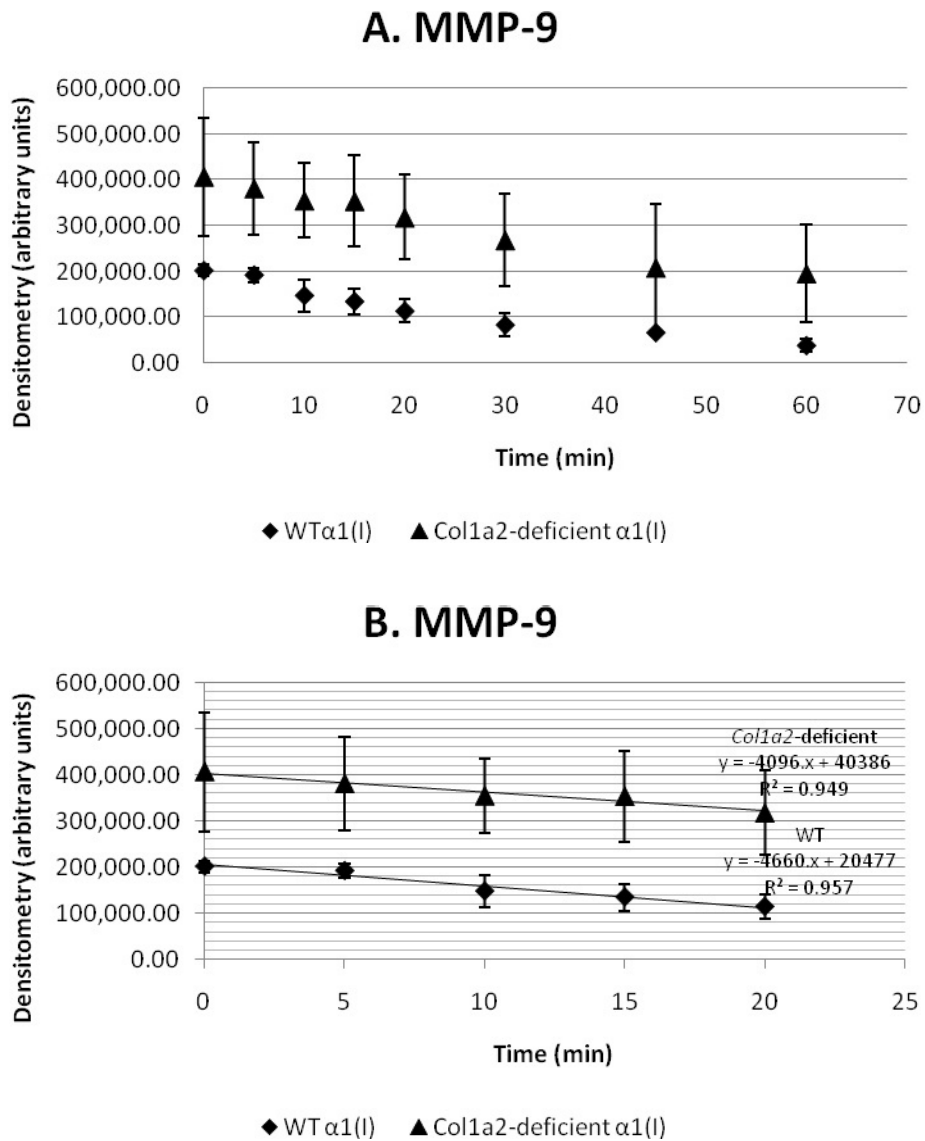 A. MMP-9
600,000.00
500,000.00
400,000.00
300,000.00
200,000.00
100,000.00
0.00
Densitometry (arbitrary units)
0 10 20 30 40 50 60 70
Time (min)
WTα1(I) Col1a2-deficient α1(I)
B. MMP-9
600,000.00
500,000.00
400,000.00
300,000.00
200,000.00
100,000.00
0.00
Densitometry (arbitrary units)
Col1a2-deficient
y = -4096.x + 40386
R² = 0.949
WT
y = -4660.x + 20477
R² = 0.957
0 5 10 15 20 25
Time (min)
WT α1(I) Col1a2-deficient α1(I)